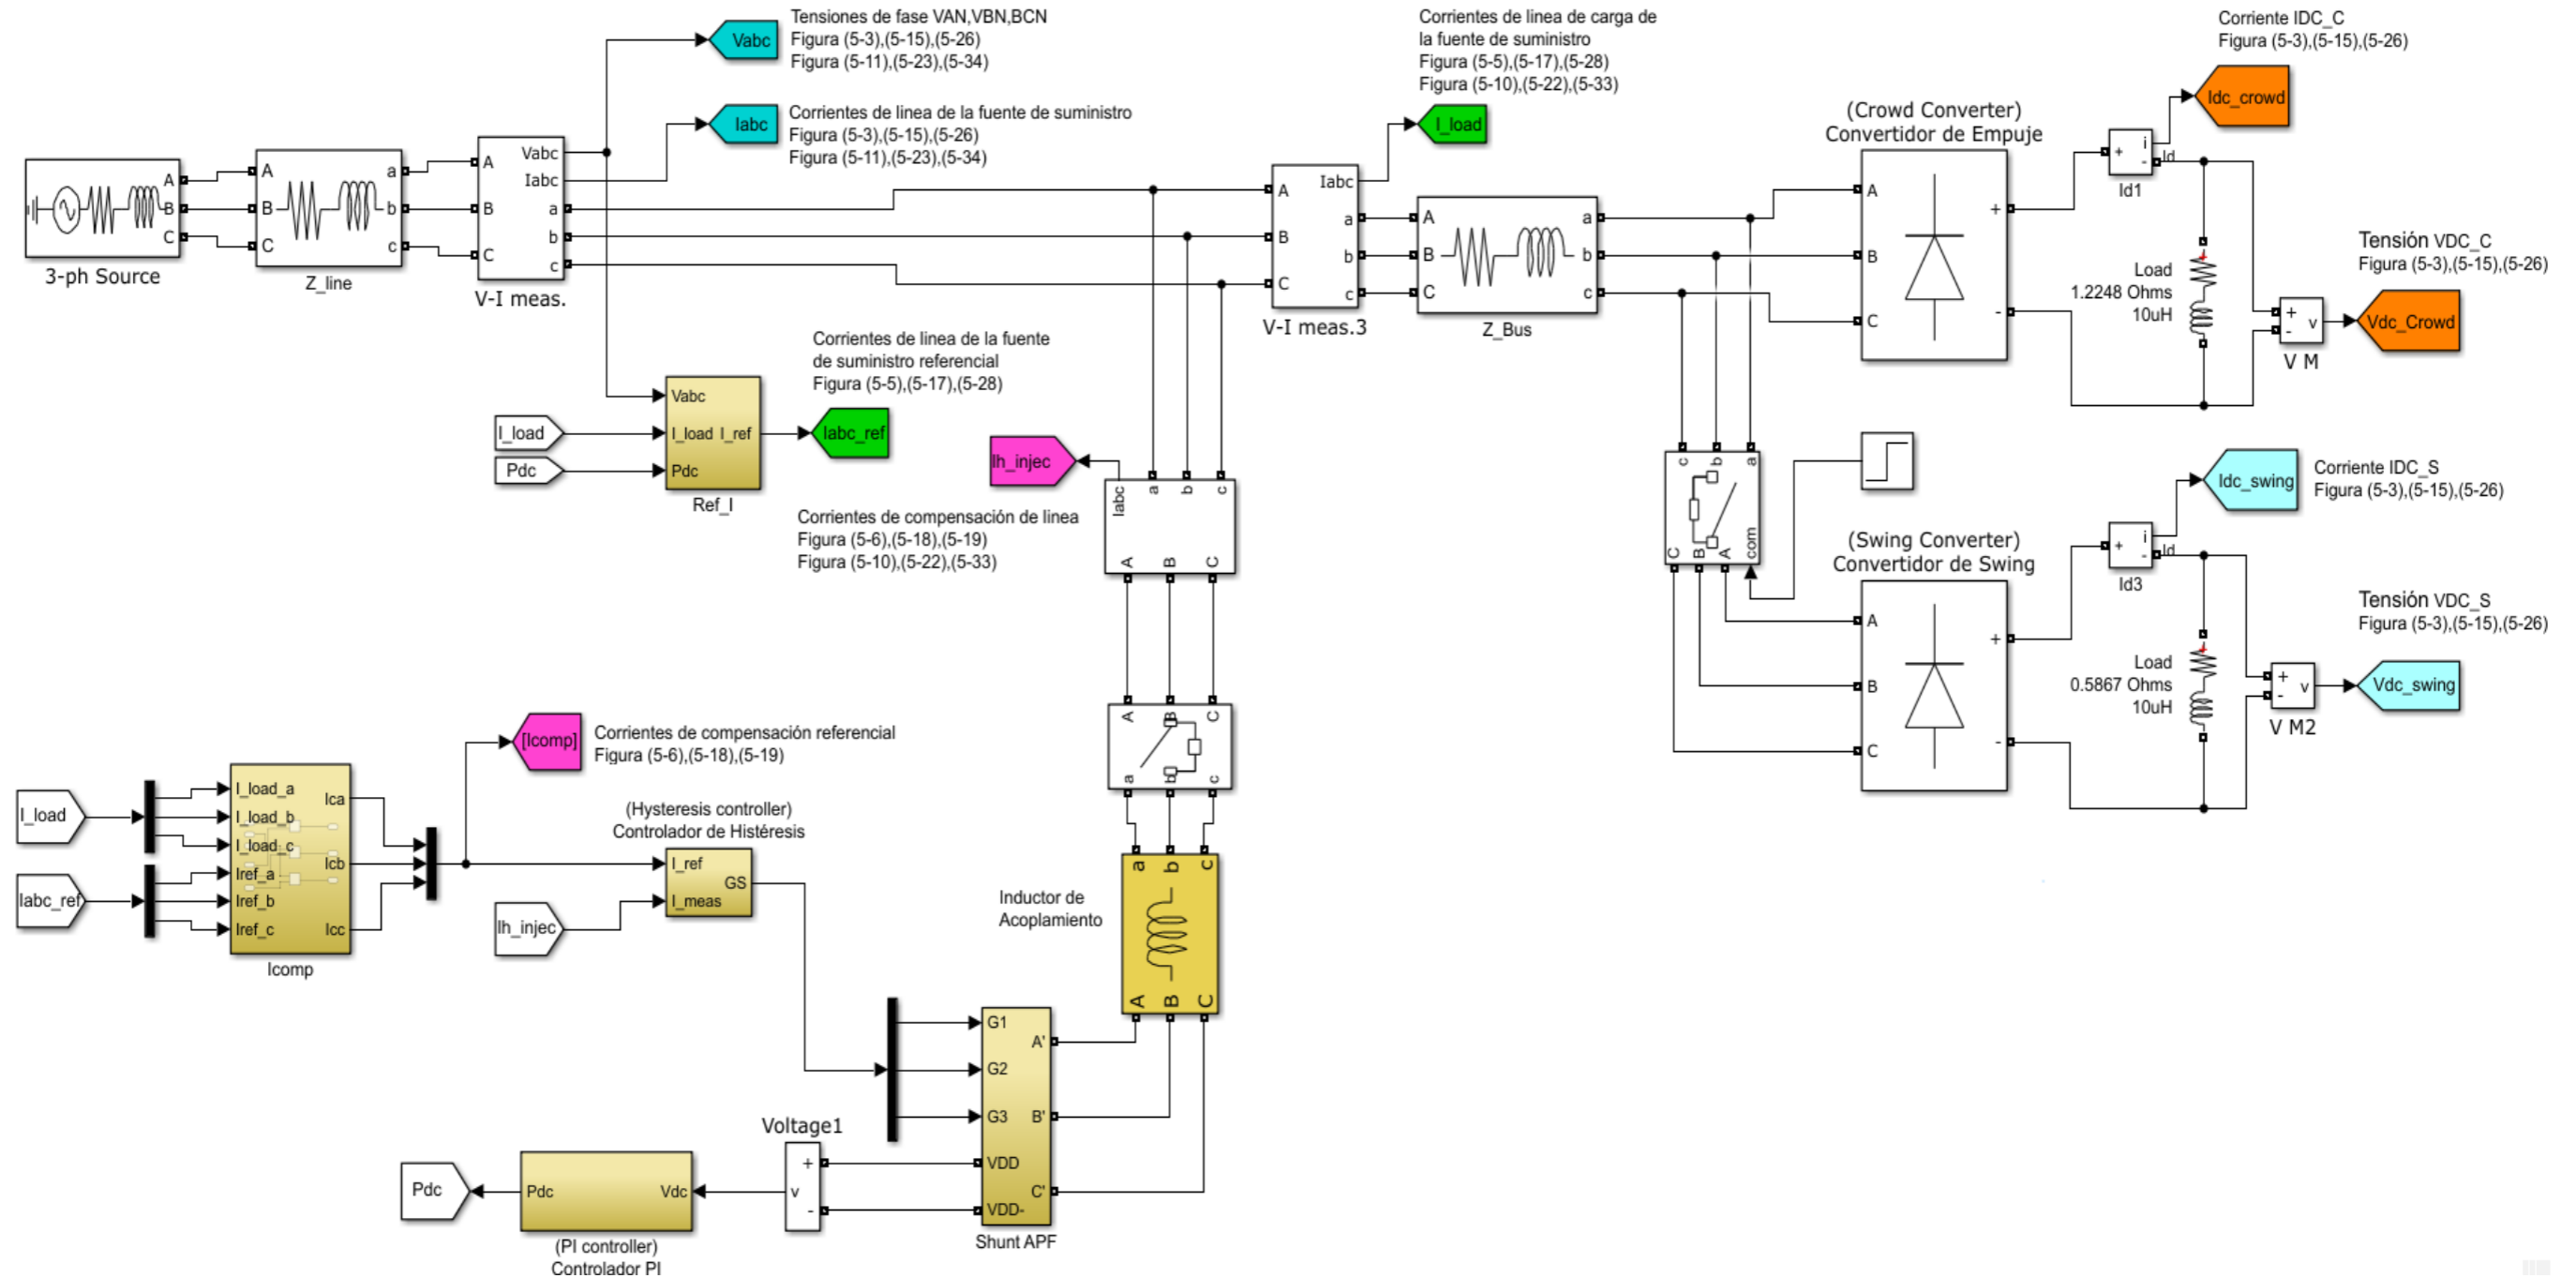 Tensiones de fase VAN,VBN,BCN
Figura (5-3),(5-15),(5-26)
Figura (5-11),(5-23),(5-34)
Vabc
Corrientes de linea de la fuente de suministro
Figura (5-3),(5-15),(5-26)
Figura (5-11),(5-23),(5-34)
Iabc
A
B
C
3-ph Source
A
B
C
a
b
c
Z_line
A
B
C
Vabc
Iabc
a
b
c
V-I meas.
Corrientes de linea de carga de
la fuente de suministro
Figura (5-5),(5-17),(5-28)
Figura (5-10),(5-22),(5-33)
I_load
A
B
C
Iabc
a
b
c
V-I meas.3
A
B
C
a
b
c
Z_Bus
(Crowd Converter)
Convertidor de Empuje
A
B
C
+
-
Corriente IDC_C
Figura (5-3),(5-15),(5-26)
Idc_crowd
+
i
-
Id
Id1
Load
1.2248 Ohms
10uH
Tensión VDC_C
Figura (5-3),(5-15),(5-26)
+
-
v
V M
Vdc_Crowd
Corrientes de linea de la fuente
de suministro referencial
Figura (5-5),(5-17),(5-28)
I_load
Pdc
Vabc
I_load I_ref
Pdc
Ref_I
Iabc_ref
Ih_injec
Iabc
a
b
c
A
B
C
Corrientes de compensación de linea
Figura (5-6),(5-18),(5-19)
Figura (5-10),(5-22),(5-33)
c
b
a
C
B
A
com
(Swing Converter)
Convertidor de Swing
A
B
C
+
-
Corriente IDC_S
Figura (5-3),(5-15),(5-26)
Idc_swing
+
i
-
Id
Id3
Load
0.5867 Ohms
10uH
Tensión VDC_S
Figura (5-3),(5-15),(5-26)
+
-
v
V M2
Vdc_swing
A
B
C
a
b
c
[Icomp]
Corrientes de compensación referencial
Figura (5-6),(5-18),(5-19)
I_load
Iabc_ref
I_load_a
I_load_b
I_load_c
Iref_a
Iref_b
Iref_c
Ica
Icb
Icc
Icomp
(Hysteresis controller)
Controlador de Histéresis
I_ref
GS
I_meas
Ih_injec
Inductor de
Acoplamiento
a
b
c
A
B
C
G1
G2
G3
VDD
VDD-
A'
B'
C'
Shunt APF
Voltage1
+
v
-
Vdc
Pdc
Pdc
(PI controller)
Controlador PI